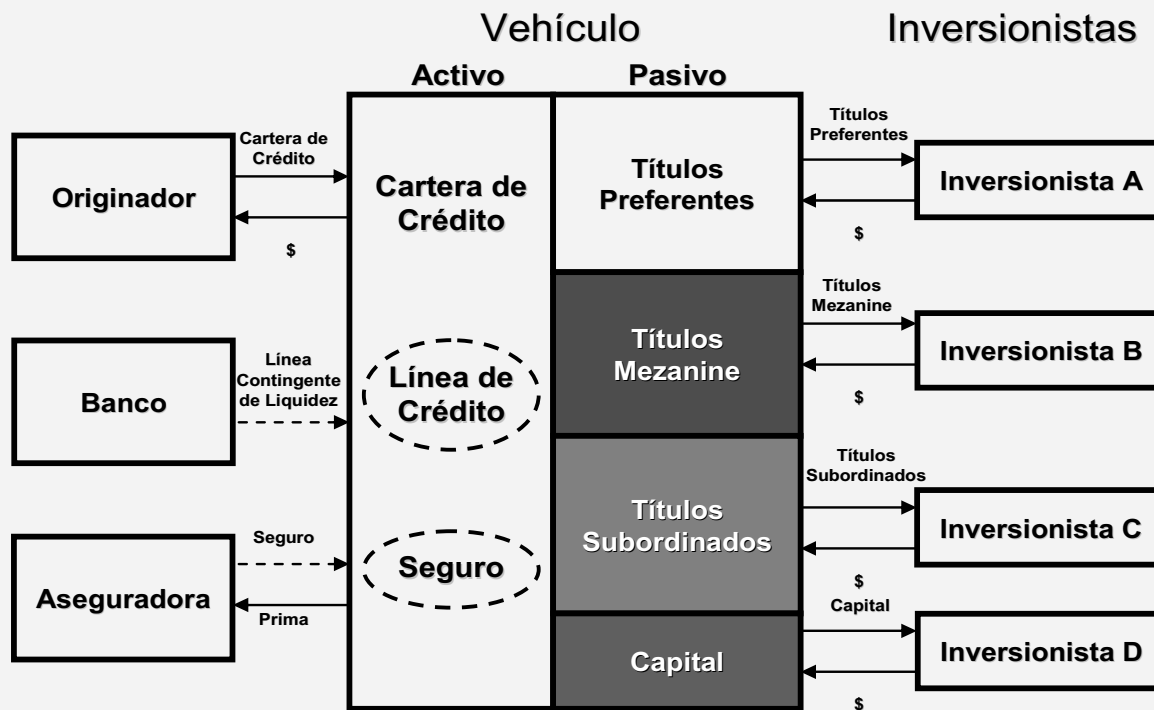 Vehículo
Inversionistas
Activo
Pasivo
Originador
Cartera de
Crédito
$
Cartera de
Crédito
Títulos
Preferentes
Títulos
Preferentes
$
Inversionista A
Banco
Línea
Contingente
de Liquidez
Línea de
Crédito
Títulos
Mezanine
Títulos
Mezanine
$
Inversionista B
Títulos
Subordinados
Títulos
Subordinados
$
Inversionista C
Aseguradora
Seguro
Prima
Seguro
Capital
Capital
$
Inversionista D